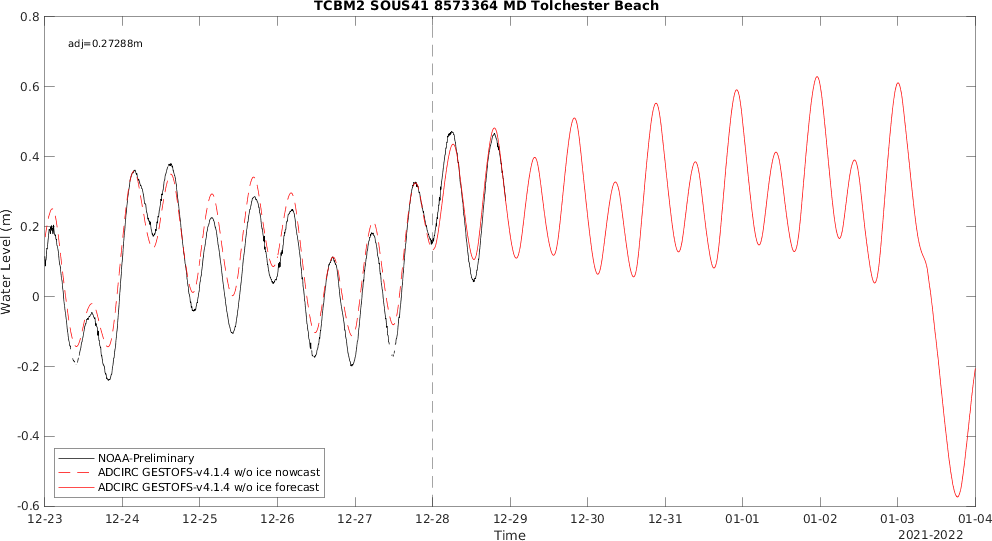 TCBM2 SOUS41 8573364 MD Tolchester Beach
adj=0.27288m
Water Level (m)
0.8
0.6
0.4
0.2
0
-0.2
-0.4
-0.6
NOAA-Preliminary
ADCIRC GESTOFS-v4.1.4 w/o ice nowcast
ADCIRC GESTOFS-v4.1.4 w/o ice forecast
12-23 12-24 12-25 12-26 12-27 12-28 12-29 12-30 12-31 01-01 01-02 01-03 01-04
Time
2021-2022